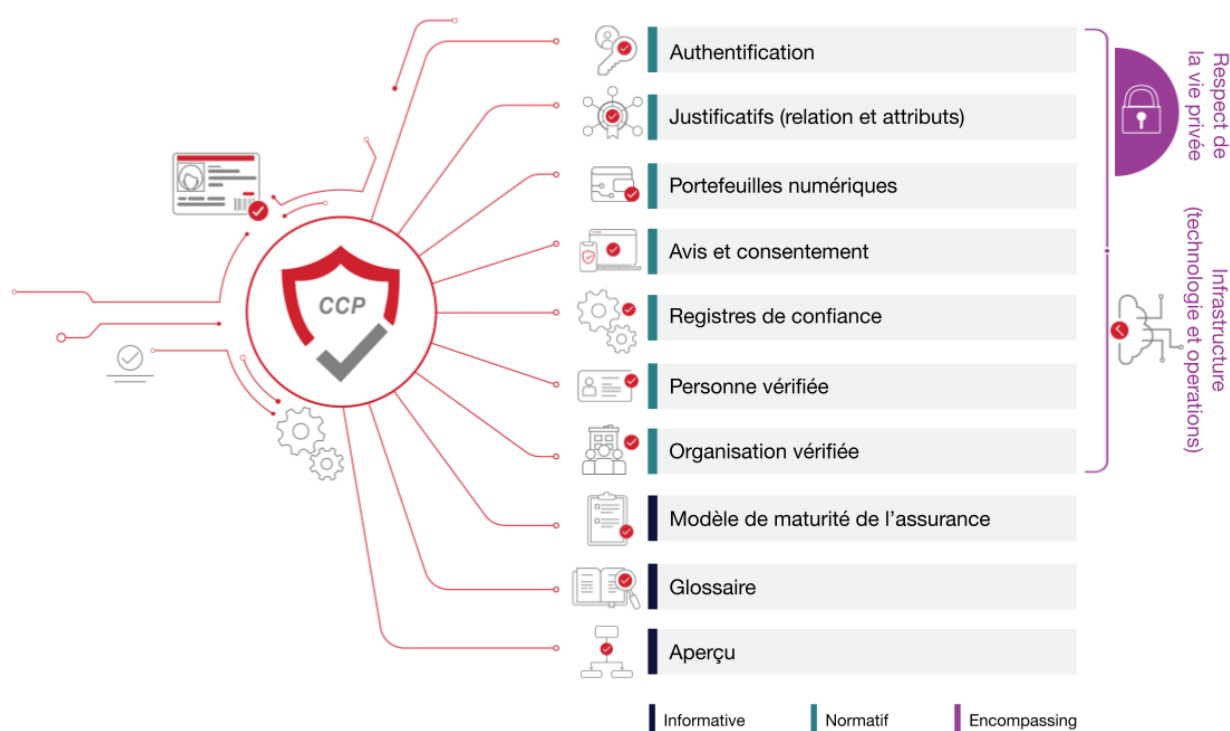 CCP
Authentification
Justificatifs (relation et attributs)
Portefeuilles numériques
Avis et consentement
Registres de confiance
Personne vérifiée
Organisation vérifiée
Modèle de maturité de l’assurance
Glossaire
Aperçu
Respect de
la vie privée
Infrastructure
(technologie et operations)
Informative
Normatif
Encompassing